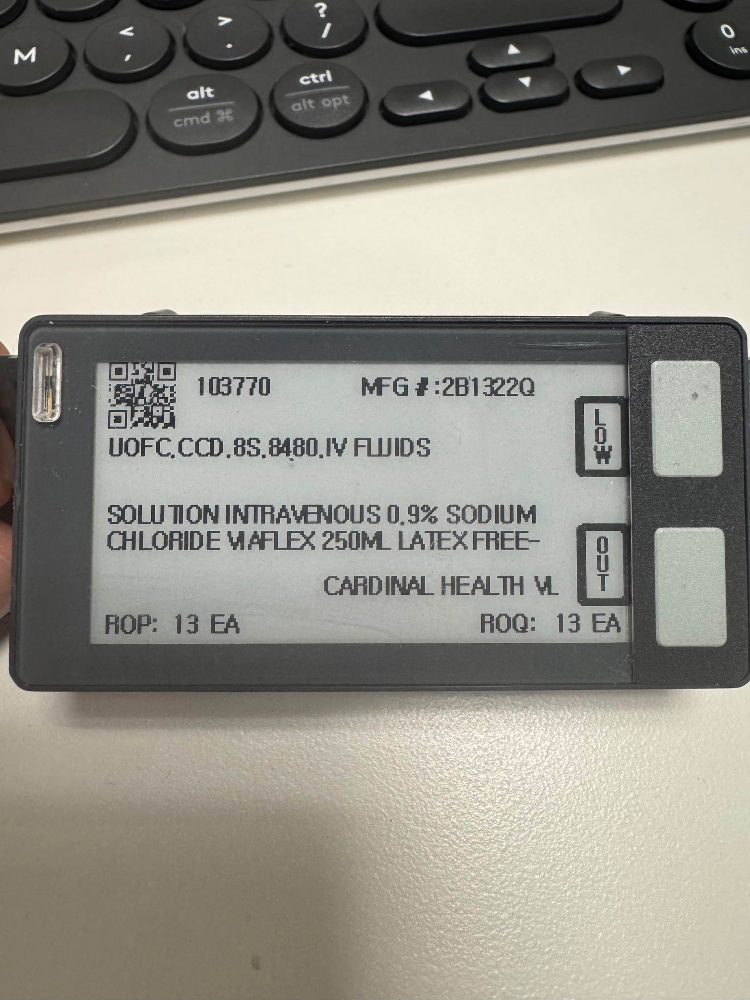 ?
<
>
M
,
.
/
0
ins
alt
ctrl
cmd ⌘
alt opt
103770
MFG #:2B1322Q
LOW
UOFC.CCD.8S.8480.IV FLUIDS
SOLUTION INTRAVENOUS 0.9% SODIUM
CHLORIDE VIAFLEX 250ML LATEX FREE-
OUT
CARDINAL HEALTH VL
ROP: 13 EA
ROQ: 13 EA